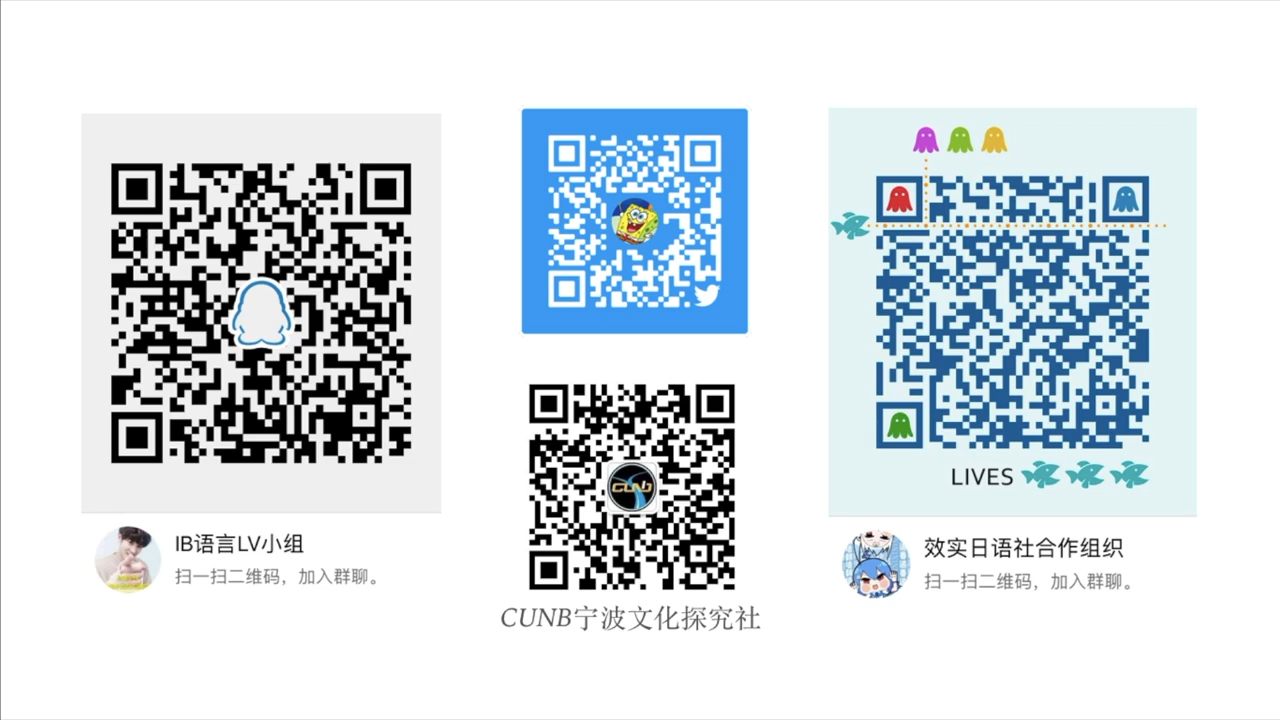 IB语言LV小组
扫一扫二维码，加入群聊。
CUNB
CUNB宁波文化探究社
LIVES
效实日语社合作组织
扫一扫二维码，加入群聊。